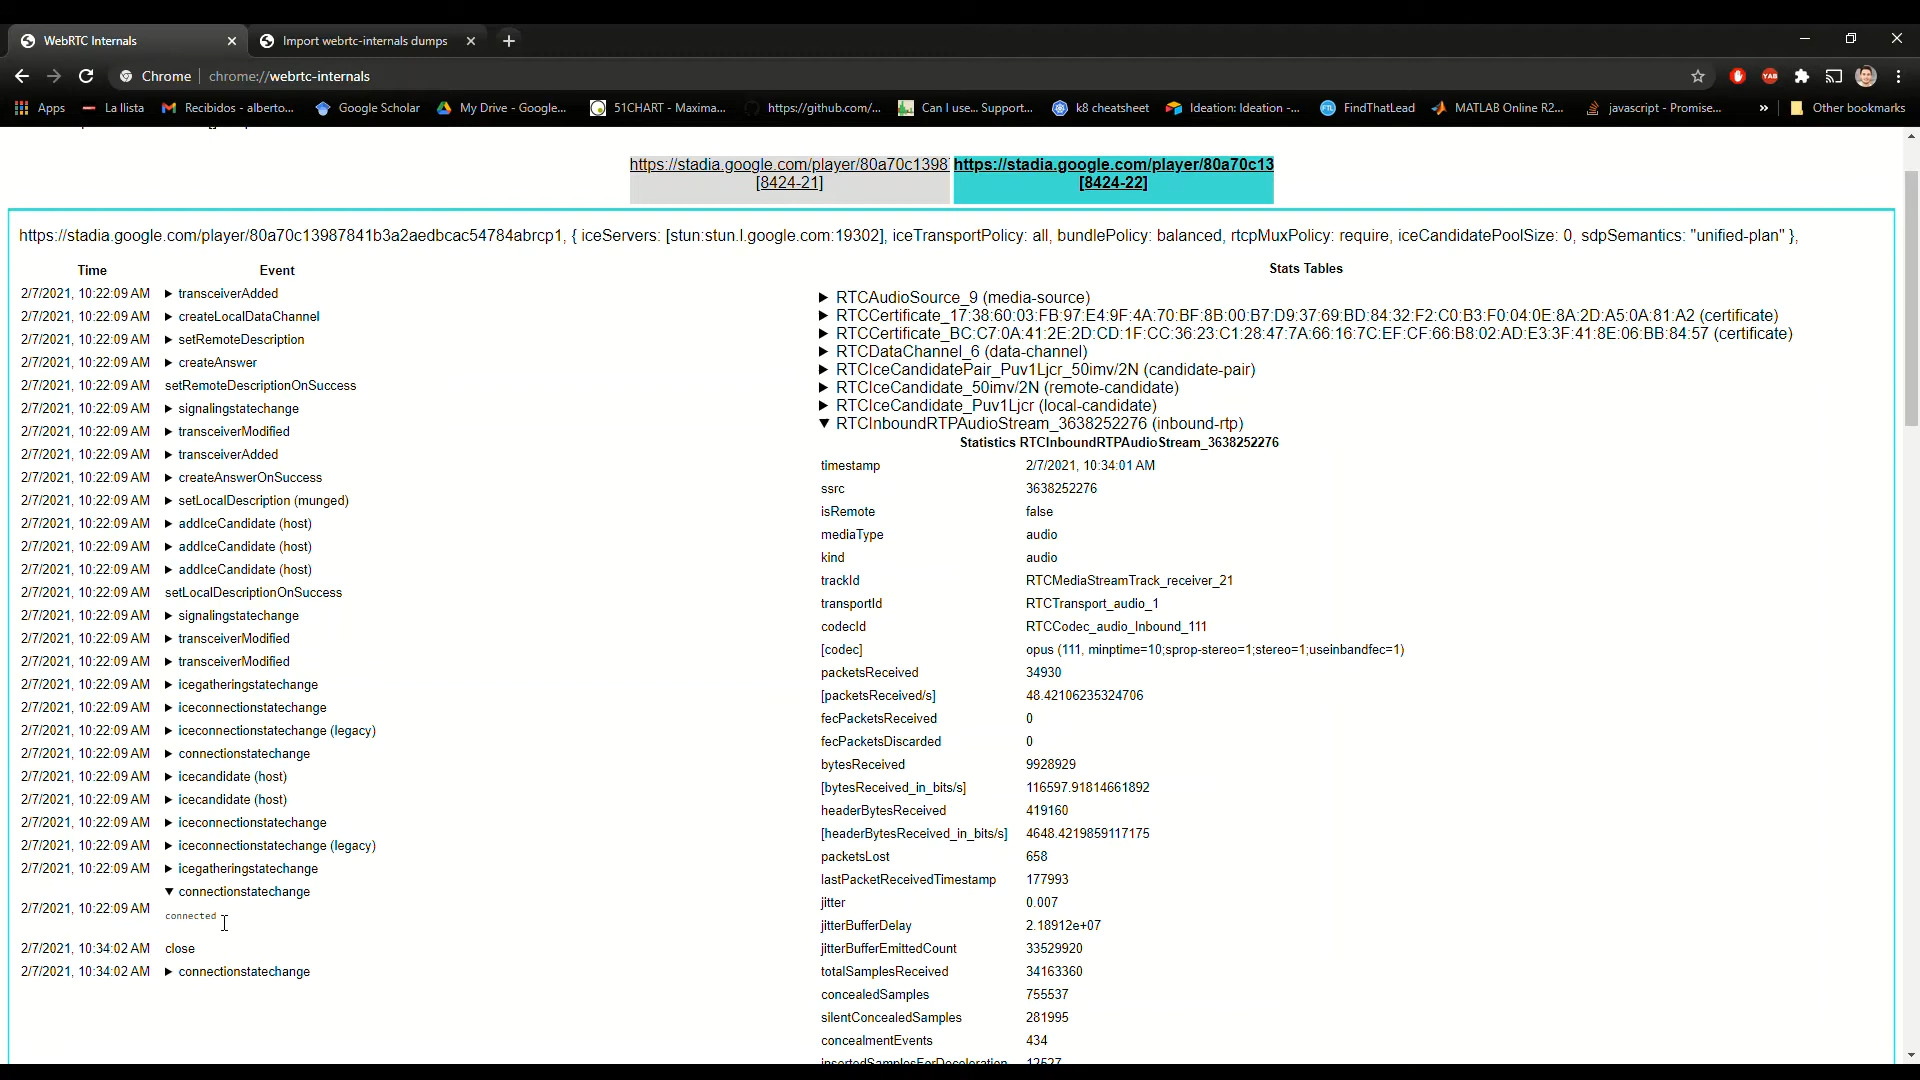 WebRTC Internals
Import webrtc-internals dumps
Chrome chrome://webrtc-internals
YAB
Apps La llista Recibidos - alberto... Google Scholar My Drive - Google... 51CHART - Maxima... https://github.com/... Can I use... Support... k8 cheatsheet Ideation: Ideation -... FindThatLead MATLAB Online R2... javascript - Promise... » Other bookmarks
https://stadia.google.com/player/80a70c1398
[8424-21]
https://stadia.google.com/player/80a70c13
[8424-22]
https://stadia.google.com/player/80a70c13987841b3a2aedbcac54784abrcp1, { iceServers: [stun:stun.l.google.com:19302], iceTransportPolicy: all, bundlePolicy: balanced, rtcpMuxPolicy: require, iceCandidatePoolSize: 0, sdpSemantics: "unified-plan" },
Time Event
2/7/2021, 10:22:09 AM ▶ transceiverAdded
2/7/2021, 10:22:09 AM ▶ createLocalDataChannel
2/7/2021, 10:22:09 AM ▶ setRemoteDescription
2/7/2021, 10:22:09 AM ▶ createAnswer
2/7/2021, 10:22:09 AM setRemoteDescriptionOnSuccess
2/7/2021, 10:22:09 AM ▶ signalingstatechange
2/7/2021, 10:22:09 AM ▶ transceiverModified
2/7/2021, 10:22:09 AM ▶ transceiverAdded
2/7/2021, 10:22:09 AM ▶ createAnswerOnSuccess
2/7/2021, 10:22:09 AM ▶ setLocalDescription (munged)
2/7/2021, 10:22:09 AM ▶ addIceCandidate (host)
2/7/2021, 10:22:09 AM ▶ addIceCandidate (host)
2/7/2021, 10:22:09 AM ▶ addIceCandidate (host)
2/7/2021, 10:22:09 AM setLocalDescriptionOnSuccess
2/7/2021, 10:22:09 AM ▶ signalingstatechange
2/7/2021, 10:22:09 AM ▶ transceiverModified
2/7/2021, 10:22:09 AM ▶ transceiverModified
2/7/2021, 10:22:09 AM ▶ icegatheringstatechange
2/7/2021, 10:22:09 AM ▶ iceconnectionstatechange
2/7/2021, 10:22:09 AM ▶ iceconnectionstatechange (legacy)
2/7/2021, 10:22:09 AM ▶ connectionstatechange
2/7/2021, 10:22:09 AM ▶ icecandidate (host)
2/7/2021, 10:22:09 AM ▶ icecandidate (host)
2/7/2021, 10:22:09 AM ▶ iceconnectionstatechange
2/7/2021, 10:22:09 AM ▶ iceconnectionstatechange (legacy)
2/7/2021, 10:22:09 AM ▶ icegatheringstatechange
▼ connectionstatechange
2/7/2021, 10:22:09 AM
connected
2/7/2021, 10:34:02 AM close
2/7/2021, 10:34:02 AM ▶ connectionstatechange
Stats Tables
▶ RTCAudioSource_9 (media-source)
▶ RTCCertificate_17:38:60:03:FB:97:E4:9F:4A:70:BF:8B:00:B7:D9:37:69:BD:84:32:F2:C0:B3:F0:04:0E:8A:2D:A5:0A:81:A2 (certificate)
▶ RTCCertificate_BC:C7:0A:41:2E:2D:CD:1F:CC:36:23:C1:28:47:7A:66:16:7C:EF:CF:66:B8:02:AD:E3:3F:41:8E:06:BB:84:57 (certificate)
▶ RTCDataChannel_6 (data-channel)
▶ RTCIceCandidatePair_Puv1Ljcr_50imv/2N (candidate-pair)
▶ RTCIceCandidate_50imv/2N (remote-candidate)
▶ RTCIceCandidate_Puv1Ljcr (local-candidate)
▼ RTCInboundRTPAudioStream_3638252276 (inbound-rtp)
Statistics RTCInboundRTPAudioStream_3638252276
timestamp 2/7/2021, 10:34:01 AM
ssrc 3638252276
isRemote false
mediaType audio
kind audio
trackId RTCMediaStreamTrack_receiver_21
transportId RTCTransport_audio_1
codecId RTCCodec_audio_Inbound_111
[codec] opus (111, minptime=10;sprop-stereo=1;stereo=1;useinbandfec=1)
packetsReceived 34930
[packetsReceived/s] 48.42106235324706
fecPacketsReceived 0
fecPacketsDiscarded 0
bytesReceived 9928929
[bytesReceived_in_bits/s] 116597.91814661892
headerBytesReceived 419160
[headerBytesReceived_in_bits/s] 4648.4219859117175
packetsLost 658
lastPacketReceivedTimestamp 177993
jitter 0.007
jitterBufferDelay 2.18912e+07
jitterBufferEmittedCount 33529920
totalSamplesReceived 34163360
concealedSamples 755537
silentConcealedSamples 281995
concealmentEvents 434
insertedSamplesForDeceleration 12527